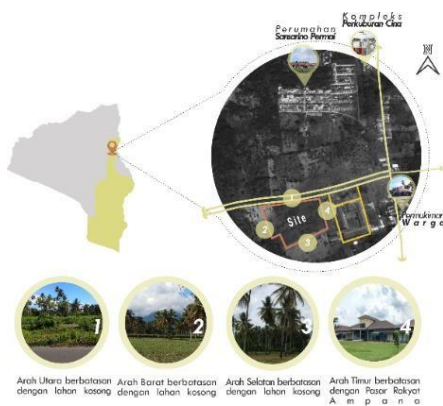 Kompleks
Perkuburan Cina
Perumahan
Sansarino Permai
N
1
Site
4
2
3
Permukiman
Warga
1
2
3
4
Arah Utara berbatasan
dengan lahan kosong
Arah Barat berbatasan
dengan lahan kosong
Arah Selatan berbatasan
dengan lahan kosong
Arah Timur berbatasan
dengan Pasar Rakyat
Ampana